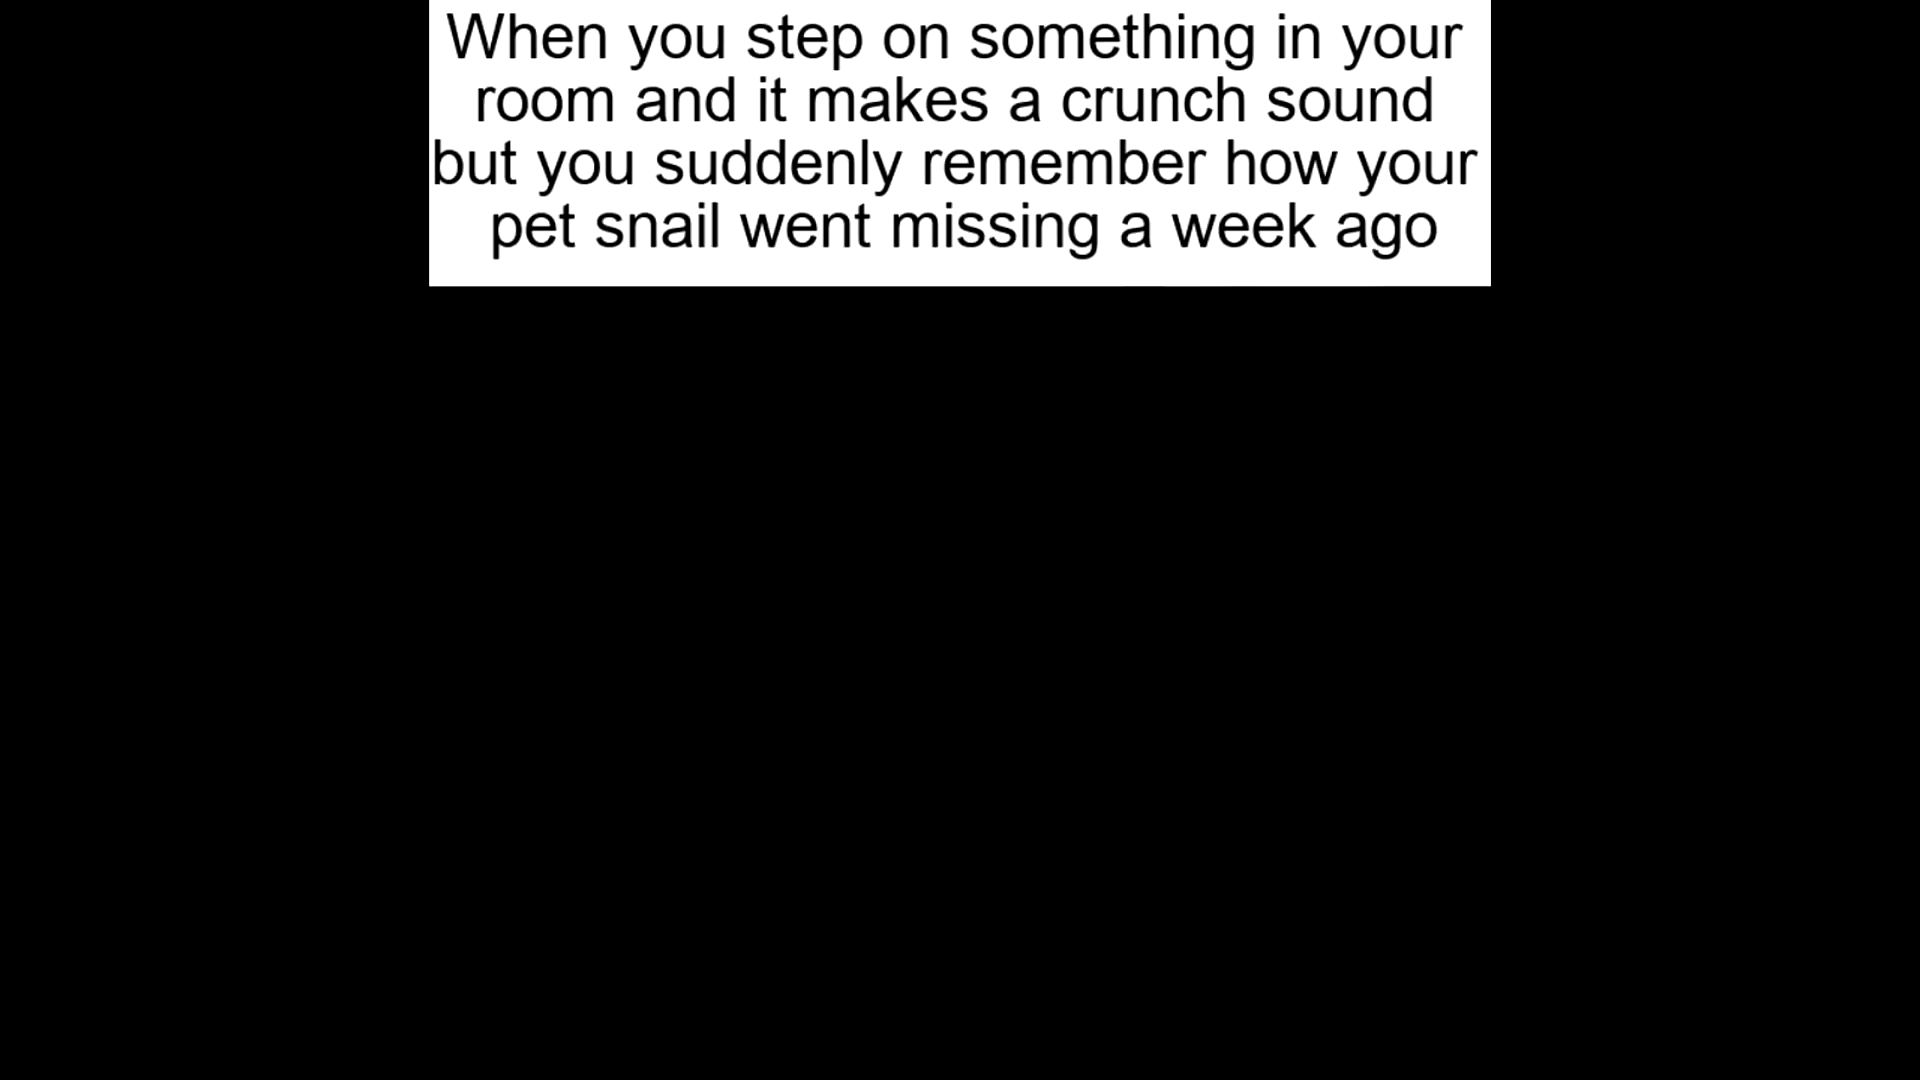 When you step on something in your
room and it makes a crunch sound
but you suddenly remember how your
pet snail went missing a week ago